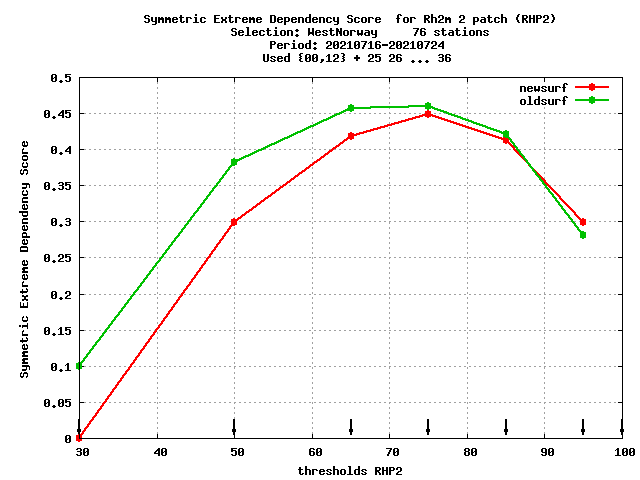 Symmetric Extreme Dependency Score  for Rh2m 2 patch (RHP2)
Selection: WestNorway     76 stations
Period: 20210716-20210724
Used {00,12} + 25 26 ... 36
newsurf
oldsurf
Symmetric Extreme Dependency Score
0.5
0.45
0.4
0.35
0.3
0.25
0.2
0.15
0.1
0.05
0
30 40 50 60 70 80 90 100
thresholds RHP2